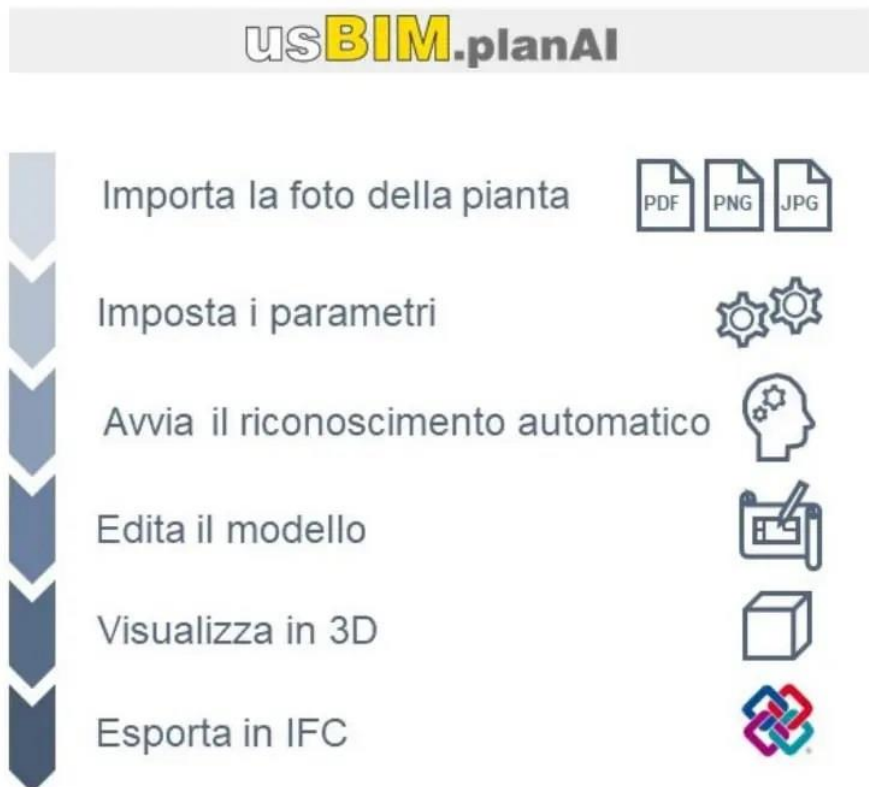 usBIM.planAI
Importa la foto della pianta
PDF PNG JPG
Imposta i parametri
Avvia il riconoscimento automatico
Edita il modello
Visualizza in 3D
Esporta in IFC